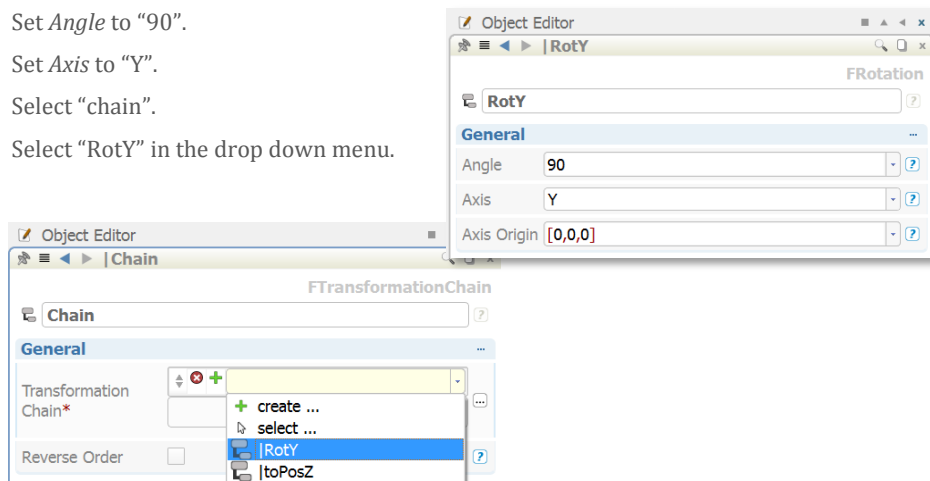 Set Angle to “90”.
Set Axis to “Y”.
Select “chain”.
Select “RotY” in the drop down menu.
Object Editor
|RotY
FRotation
RotY
General
Angle 90
Axis Y
Axis Origin [0,0,0]
Object Editor
|Chain
FTransformationChain
Chain
General
Transformation
Chain*
create ...
select ...
|RotY
|toPosZ
Reverse Order